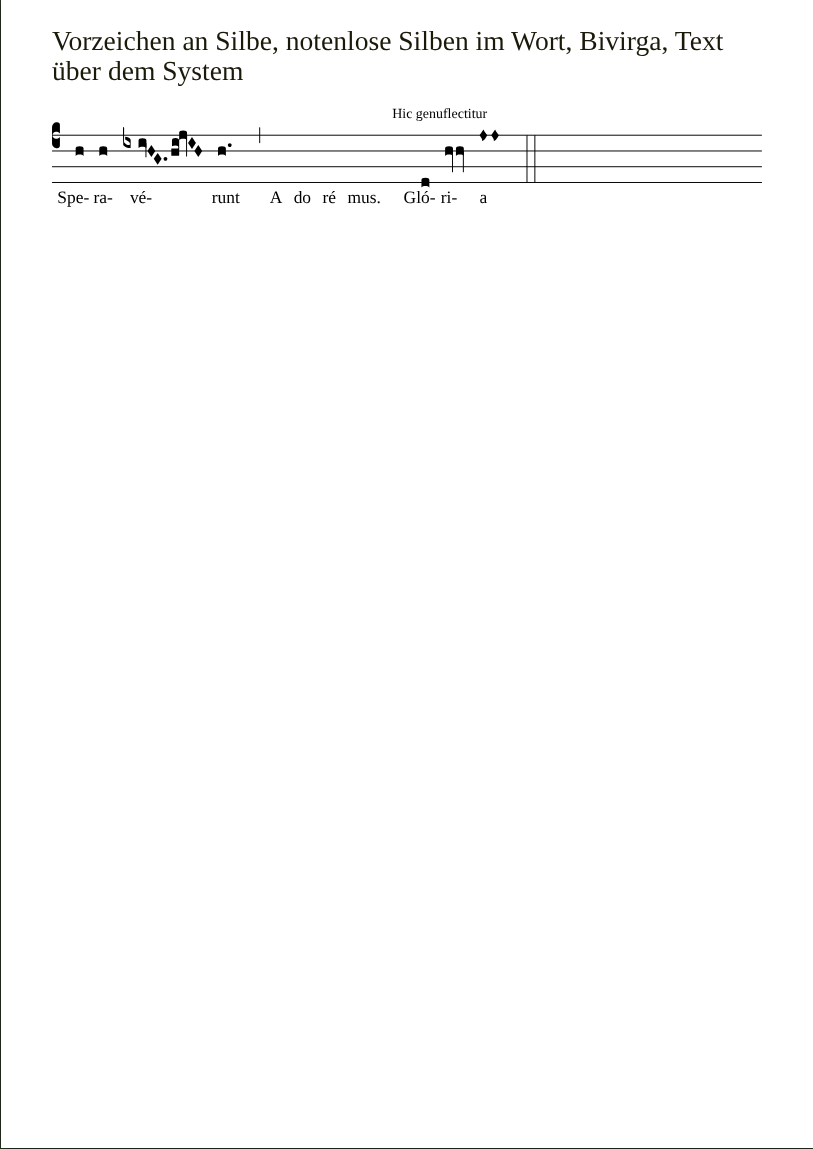 Vorzeichen an Silbe, notenlose Silben im Wort, Bivirga, Text
über dem System
Hic genuflectitur
Spe- ra- vé- runt A do ré mus. Gló- ri- a